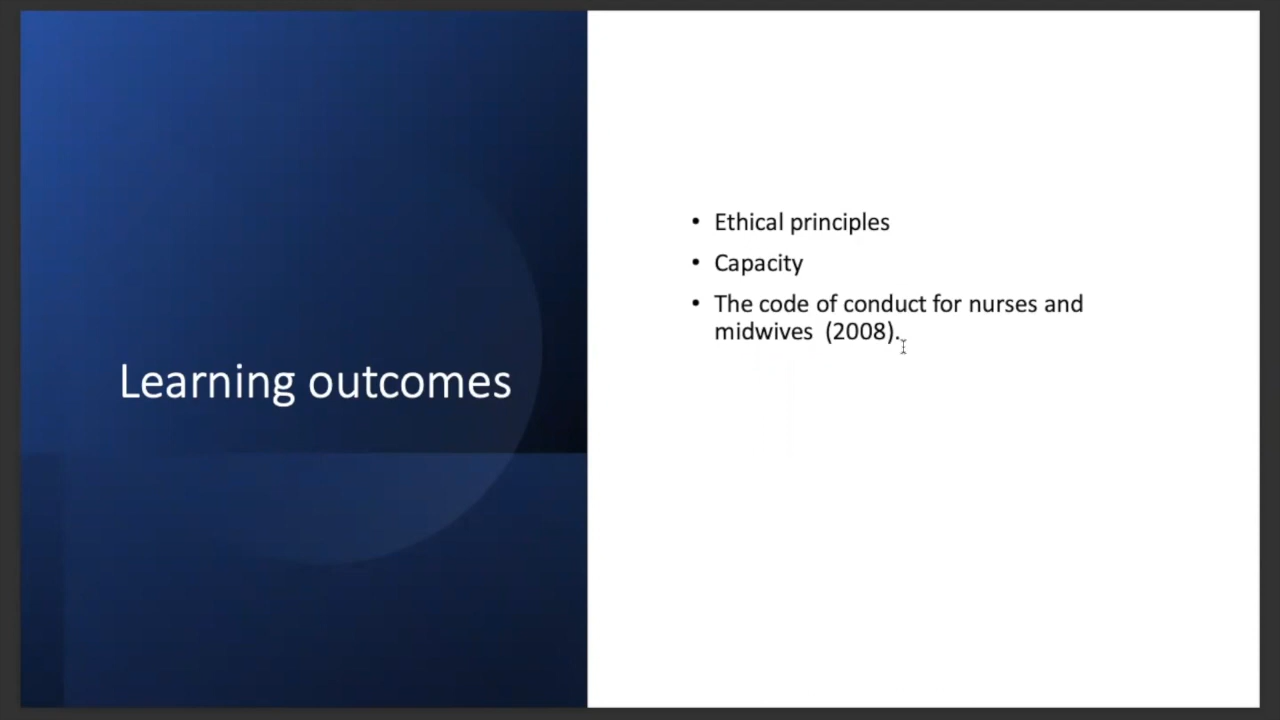 Learning outcomes
• Ethical principles
• Capacity
• The code of conduct for nurses and
midwives  (2008).